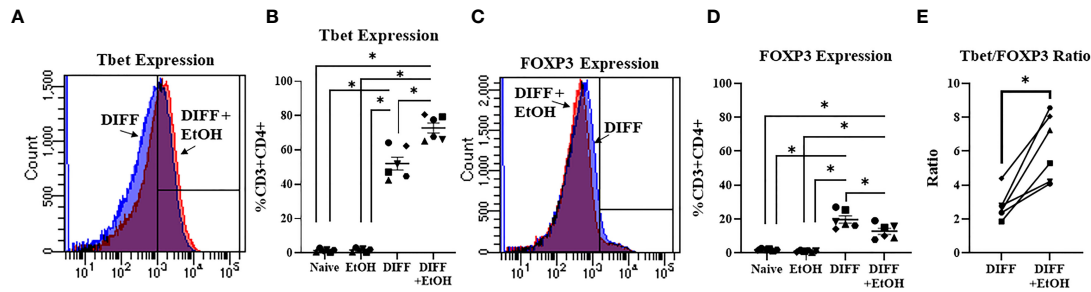 A
B
C
D
E
Tbet Expression
Count
1,500
1,000
500
0
DIFF
DIFF +
EtOH
10¹ 10² 10³ 10⁴ 10⁵
Tbet Expression
%CD3+CD4+
100
80
60
40
20
0
*
*
*
*
*
Naive EtOH DIFF DIFF
+EtOH
FOXP3 Expression
Count
2,000
1,500
1,000
500
0
DIFF +
EtOH
DIFF
10¹ 10² 10³ 10⁴ 10⁵
FOXP3 Expression
%CD3+CD4+
100
80
60
40
20
0
*
*
*
*
*
Naive EtOH DIFF DIFF
+EtOH
Tbet/FOXP3 Ratio
Ratio
10
8
6
4
2
0
*
DIFF DIFF
+EtOH